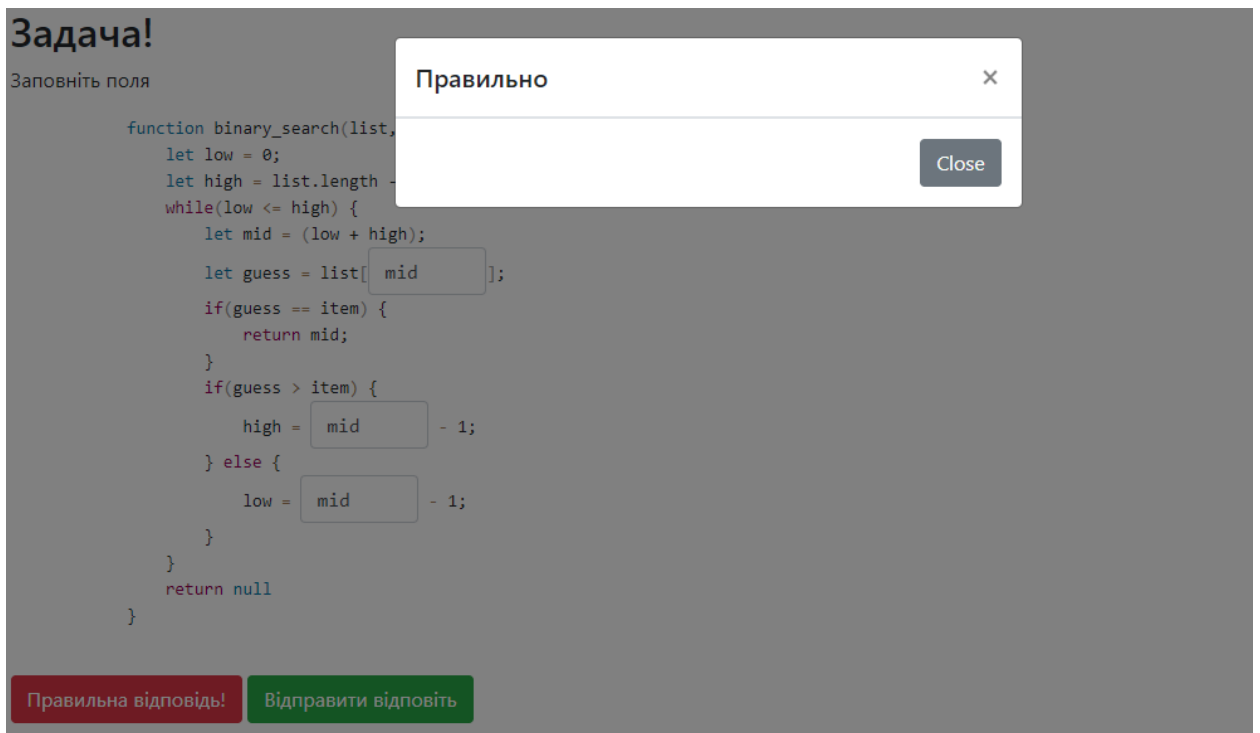 Задача!
Заповніть поля
Правильно
×
Close
function binary_search(list,
let low = 0;
let high = list.length -
while(low <= high) {
let mid = (low + high);
let guess = list[ mid ];
if(guess == item) {
return mid;
}
if(guess > item) {
high = mid - 1;
} else {
low = mid - 1;
}
}
return null
}
Правильна відповідь! Відправити відповіть